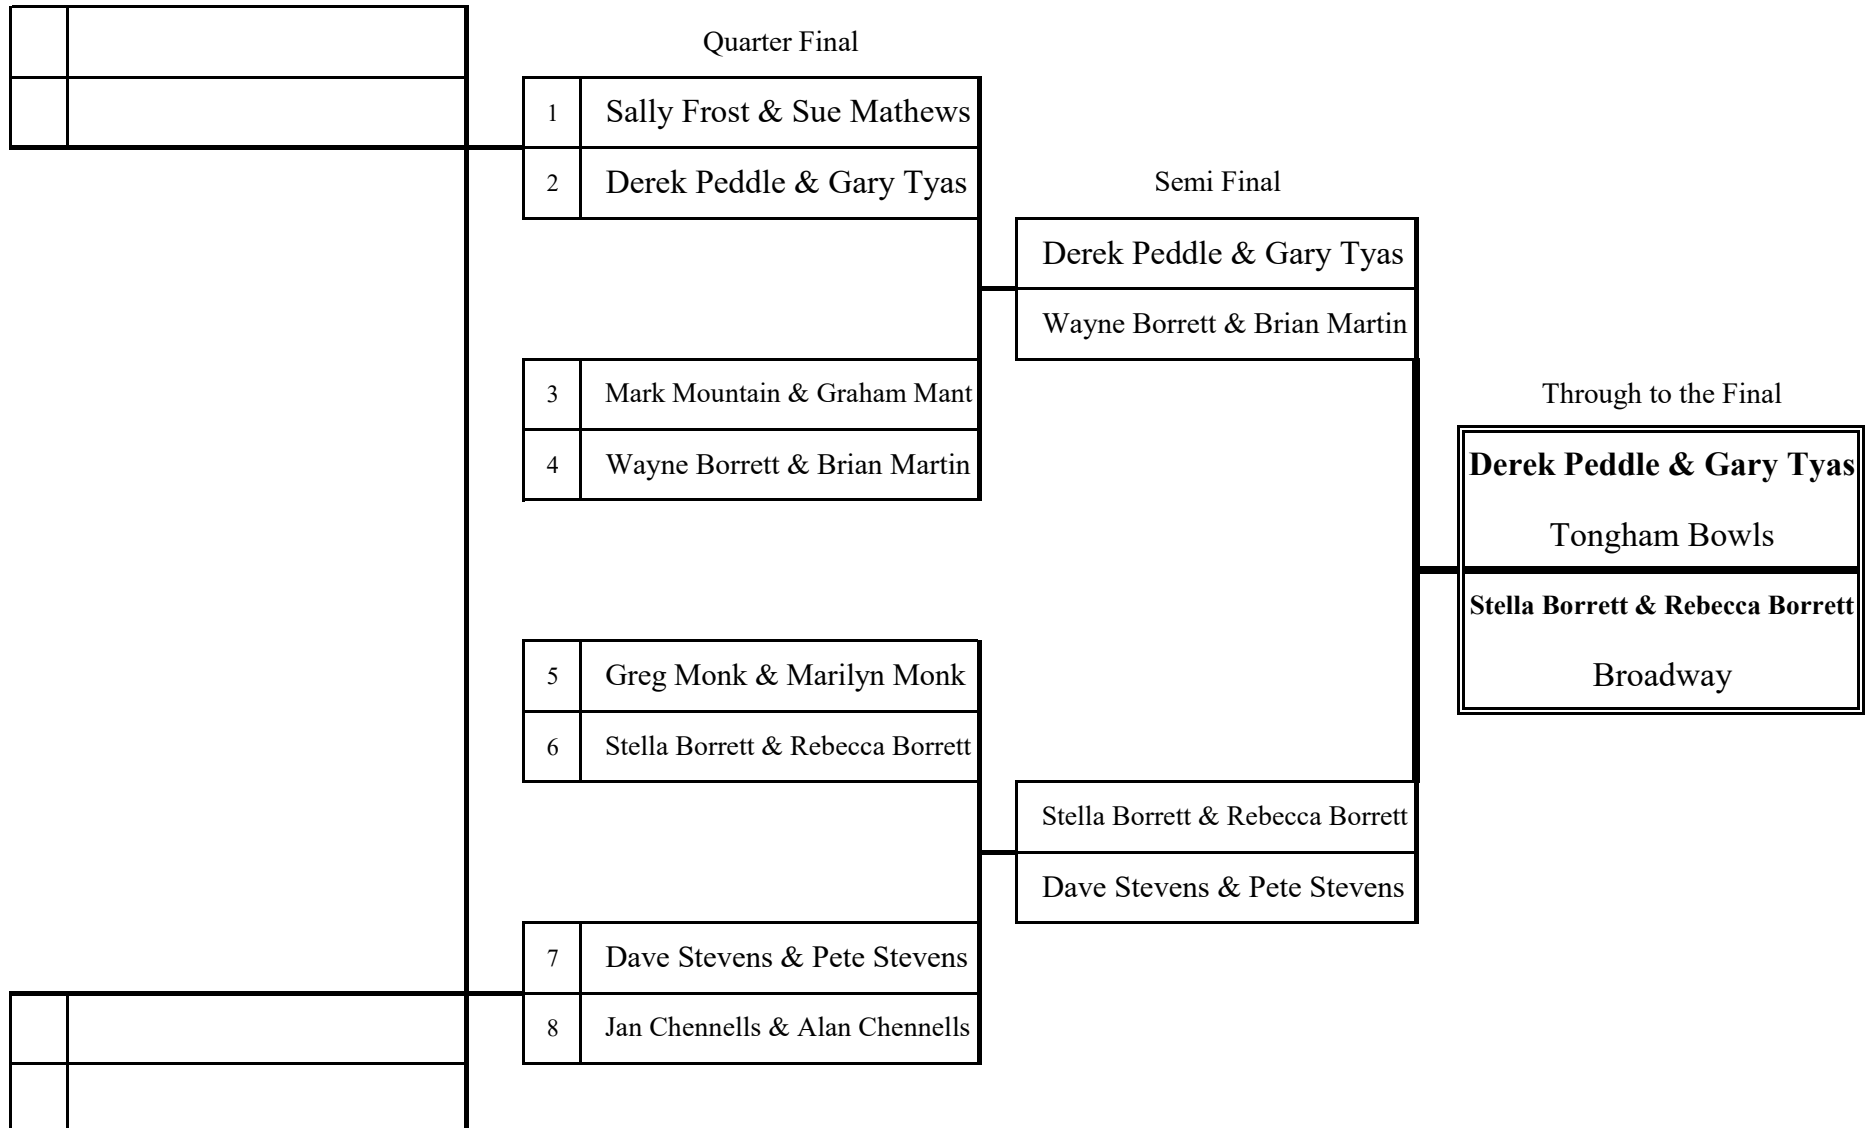 Quarter Final
1 Sally Frost & Sue Mathews
2 Derek Peddle & Gary Tyas
3 Mark Mountain & Graham Mant
4 Wayne Borrett & Brian Martin
5 Greg Monk & Marilyn Monk
6 Stella Borrett & Rebecca Borrett
7 Dave Stevens & Pete Stevens
8 Jan Chennells & Alan Chennells
Semi Final
Derek Peddle & Gary Tyas
Wayne Borrett & Brian Martin
Stella Borrett & Rebecca Borrett
Dave Stevens & Pete Stevens
Through to the Final
Derek Peddle & Gary Tyas
Tongham Bowls
Stella Borrett & Rebecca Borrett
Broadway